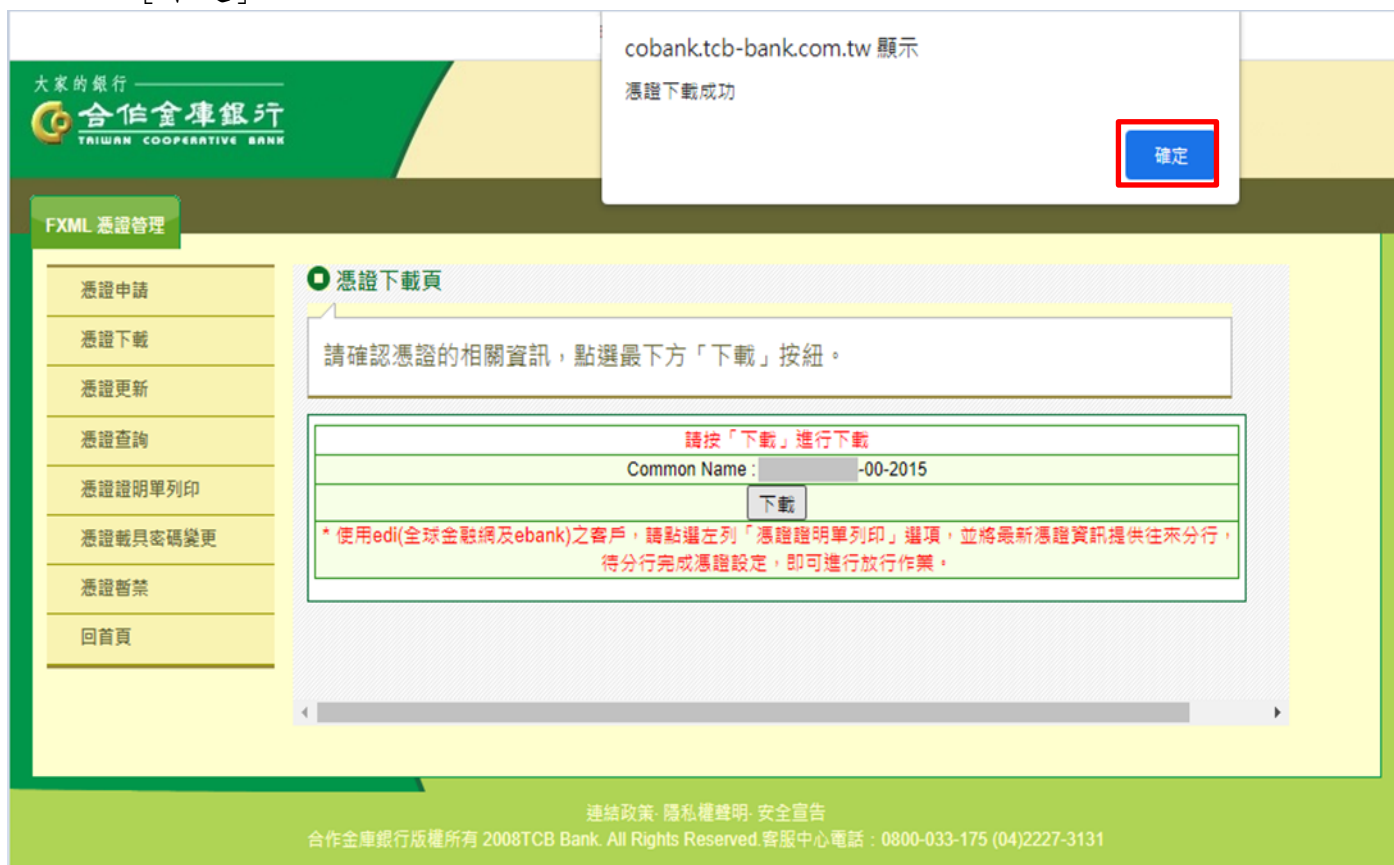 cobank.tcb-bank.com.tw 顯示
憑證下載成功
確定
大家的銀行
合作金庫銀行
TAIWAN COOPERATIVE BANK
FXML 憑證管理
憑證申請
憑證下載
憑證更新
憑證查詢
憑證證明單列印
憑證載具密碼變更
憑證暫禁
回首頁
憑證下載頁
請確認憑證的相關資訊，點選最下方「下載」按紐。
請按「下載」進行下載
Common Name : -00-2015
下載
* 使用edi(全球金融網及ebank)之客戶，請點選左列「憑證證明單列印」選項，並將最新憑證資訊提供往來分行，
待分行完成憑證設定，即可進行放行作業。
連結政策- 隱私權聲明- 安全宣告
合作金庫銀行版權所有 2008TCB Bank. All Rights Reserved.客服中心電話：0800-033-175 (04)2227-3131